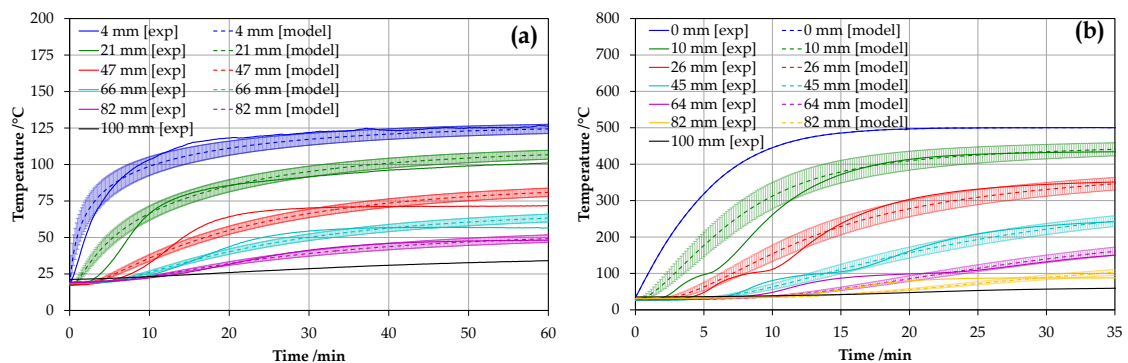 200
175
150
125
100
75
50
25
0
Temperature /°C
4 mm [exp]
21 mm [exp]
47 mm [exp]
66 mm [exp]
82 mm [exp]
100 mm [exp]
4 mm [model]
21 mm [model]
47 mm [model]
66 mm [model]
82 mm [model]
(a)
0 10 20 30 40 50 60
Time /min
800
700
600
500
400
300
200
100
0
Temperature /°C
0 mm [exp]
10 mm [exp]
26 mm [exp]
45 mm [exp]
64 mm [exp]
82 mm [exp]
100 mm [exp]
0 mm [model]
10 mm [model]
26 mm [model]
45 mm [model]
64 mm [model]
82 mm [model]
(b)
0 5 10 15 20 25 30 35
Time /min